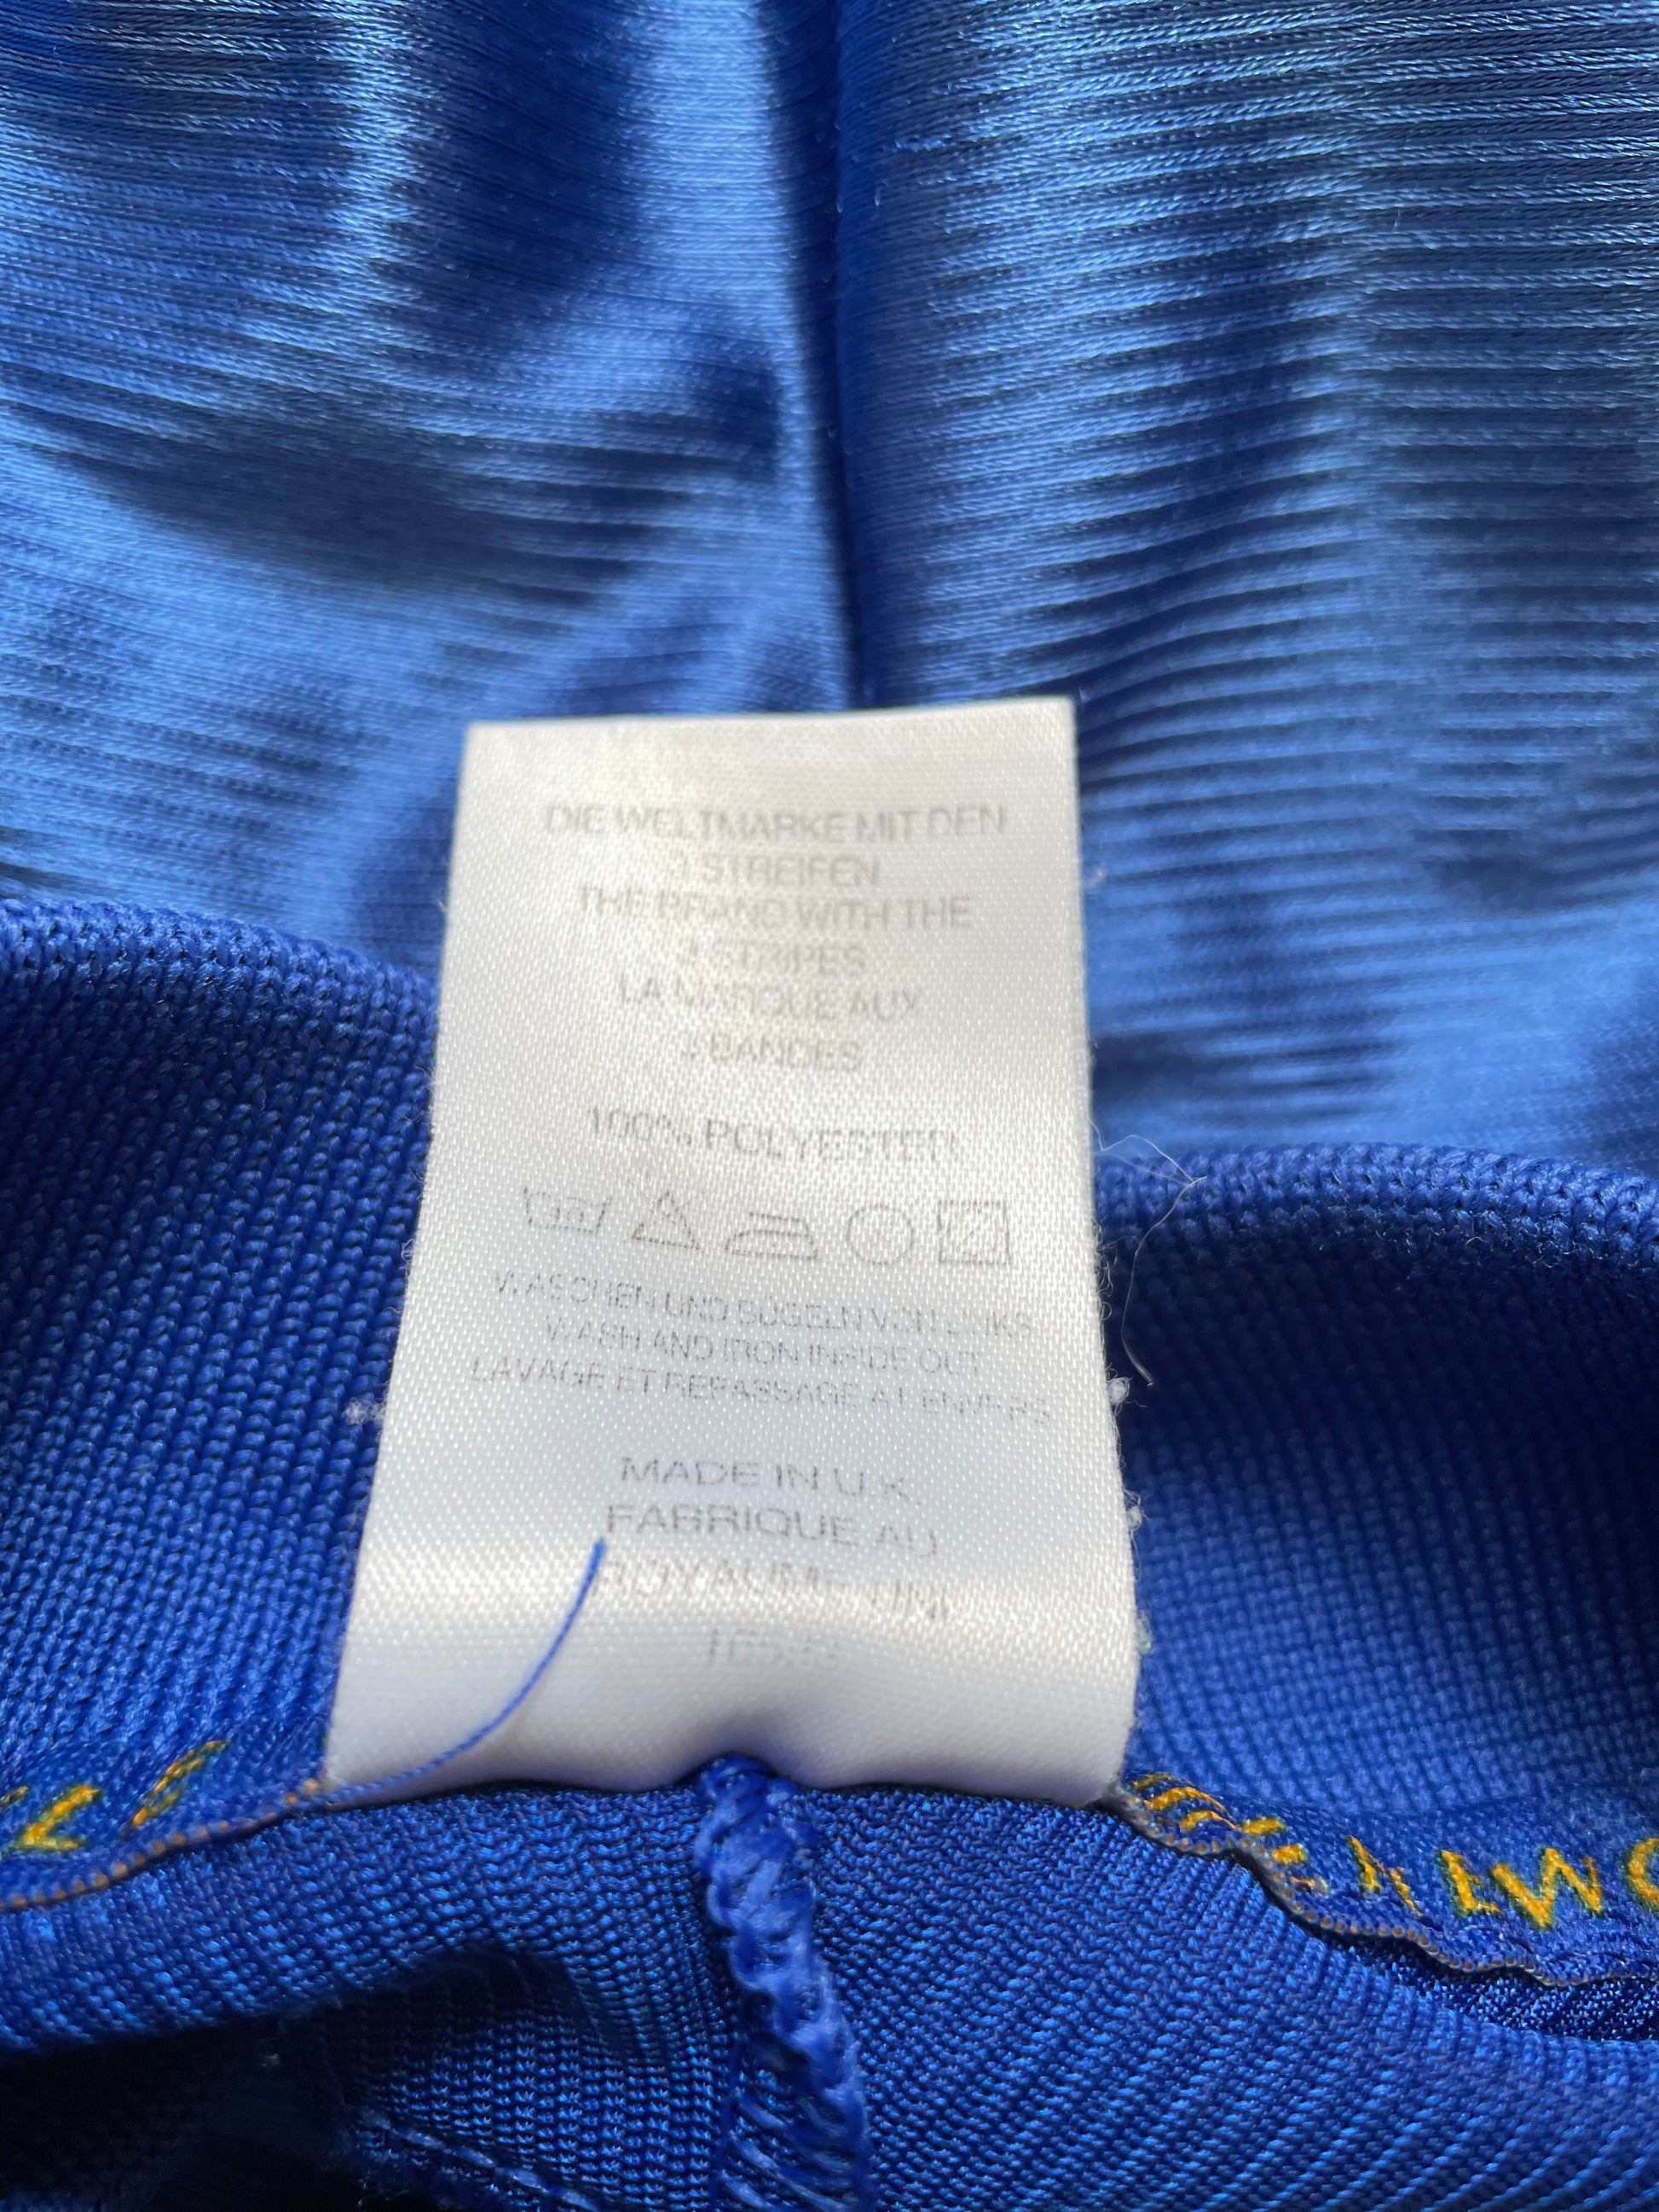 DIE WELTMARKE MIT DEN
3 STREIFEN
THE BRAND WITH THE
3 STRIPES
LA MARQUE AUX
3 BANDES
100% POLYESTER
WASCHEN UND BÜGELN VON LINKS
WASH AND IRON INSIDE OUT
LAVAGE ET REPASSAGE A L'ENVERS
MADE IN U.K.
FABRIQUE AU
ROYAUME-UNI